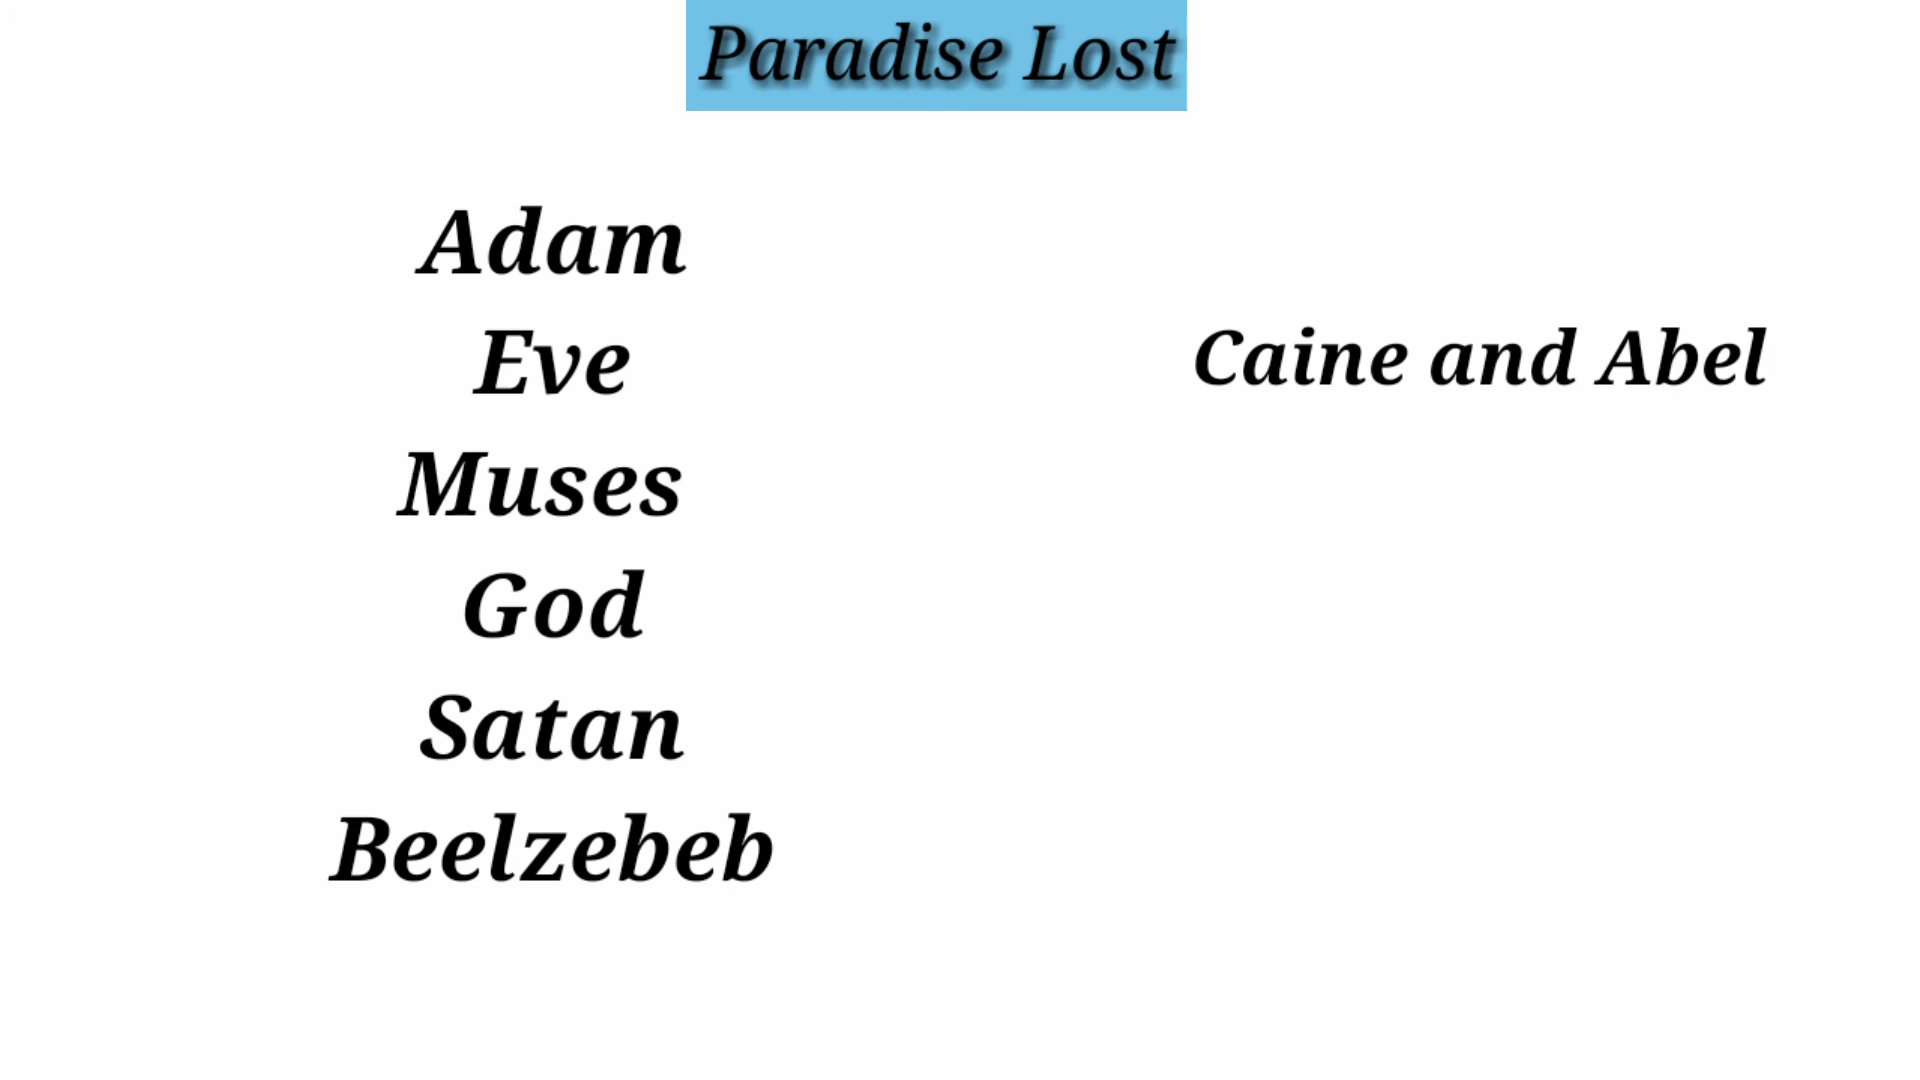 Paradise Lost
Adam
Eve
Caine and Abel
Muses
God
Satan
Beelzebeb